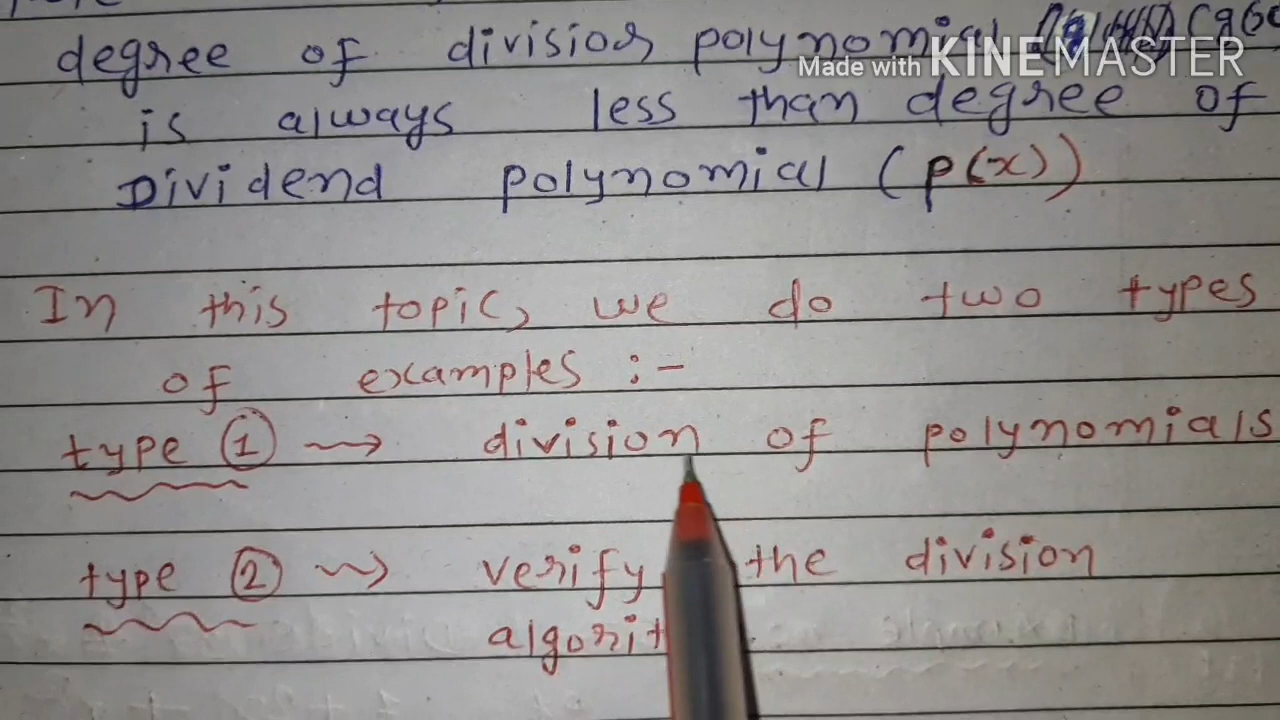 degree of divisior polynomial
Made with KINEMASTER
is always less than degree of
Dividend polynomial (p(x))
In this topic, we do two types
of examples :-
type ① ⇝ division of polynomials
type ② ⇝ verify the division
algorit